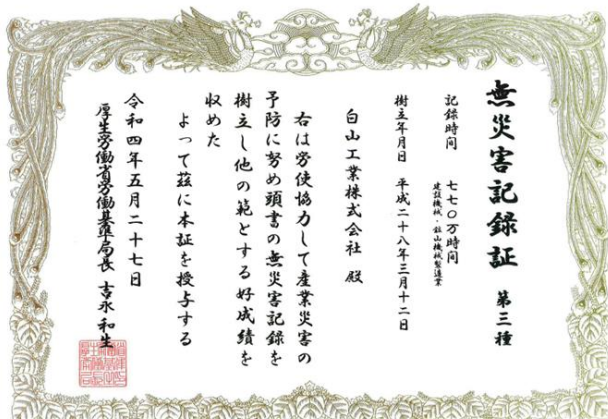 無災害記録証 第三種
記録時間 七七〇万時間
建設機械・鉱山機械製造業
樹立年月日 平成二十八年三月十二日
白山工業株式会社 殿
右は労使協力して産業災害の
予防に努め頭書の無災害記録を
樹立し他の範とする好成績を
収めた
よって茲に本証を授与する
令和四年五月二十七日
厚生労働省労働基準局長 吉永和生